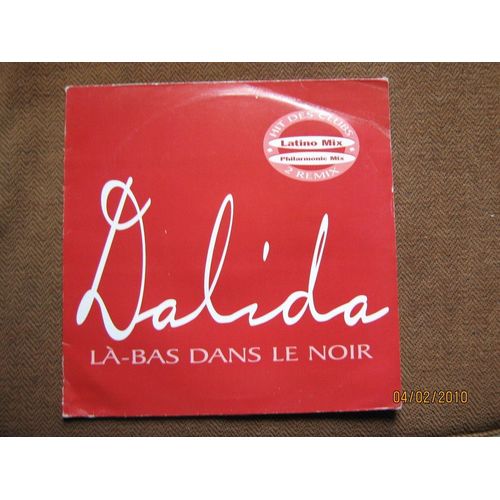 HIT DES CLUBS
Latino Mix
Philarmonic Mix
2 REMIX
Dalida
LÀ-BAS DANS LE NOIR
04/02/2010